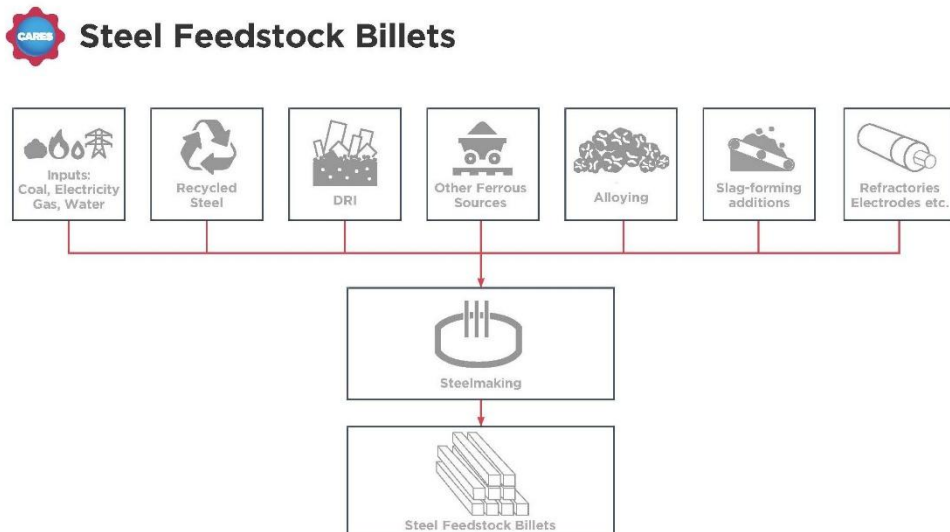 CARES
Steel Feedstock Billets
Inputs:
Coal, Electricity
Gas, Water
Recycled
Steel
DRI
Other Ferrous
Sources
Alloying
Slag-forming
additions
Refractories
Electrodes etc.
Steelmaking
Steel Feedstock Billets